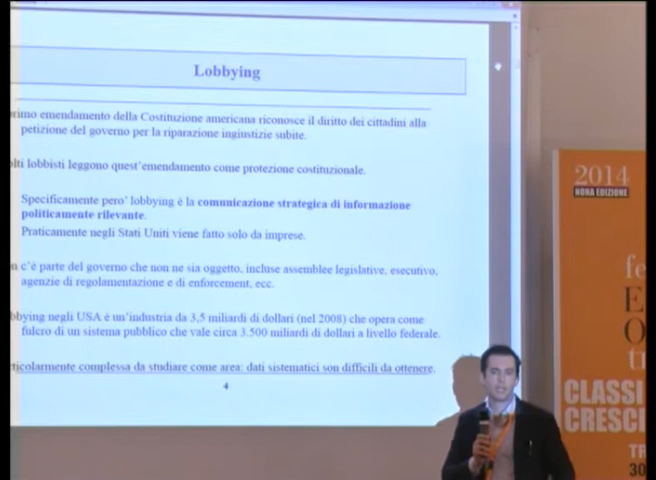 Lobbying
rimo emendamento della Costituzione americana riconosce il diritto dei cittadini alla
petizione del governo per la riparazione ingiustizie subite.
olti lobbisti leggono quest'emendamento come protezione costituzionale.
Specificamente pero' lobbying è la comunicazione strategica di informazione
politicamente rilevante.
Praticamente negli Stati Uniti viene fatto solo da imprese.
n c'è parte del governo che non ne sia oggetto, incluse assemblee legislative, esecutivo,
agenzie di regolamentazione e di enforcement, ecc.
bbying negli USA è un'industria da 3,5 miliardi di dollari (nel 2008) che opera come
fulcro di un sistema pubblico che vale circa 3.500 miliardi di dollari a livello federale.
ticolarmente complessa da studiare come area: dati sistematici son difficili da ottenere.
4
2014
NONA EDIZIONE
fe
E
O
tr
CLASSI
CRESCI
TR
30